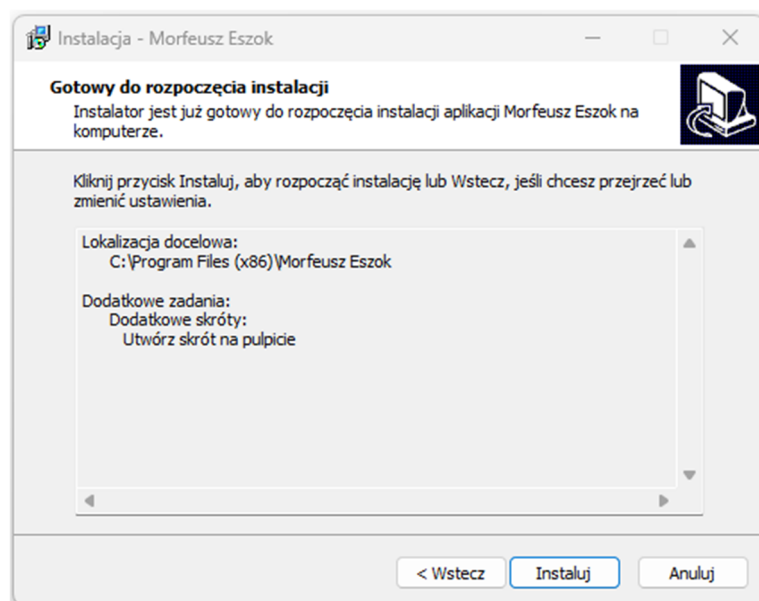 Instalacja - Morfeusz Eszok
Gotowy do rozpoczęcia instalacji
Instalator jest już gotowy do rozpoczęcia instalacji aplikacji Morfeusz Eszok na
komputerze.
Kliknij przycisk Instaluj, aby rozpocząć instalację lub Wstecz, jeśli chcesz przejrzeć lub
zmienić ustawienia.
Lokalizacja docelowa:
C:\Program Files (x86)\Morfeusz Eszok
Dodatkowe zadania:
Dodatkowe skróty:
Utwórz skrót na pulpicie
< Wstecz Instaluj Anuluj